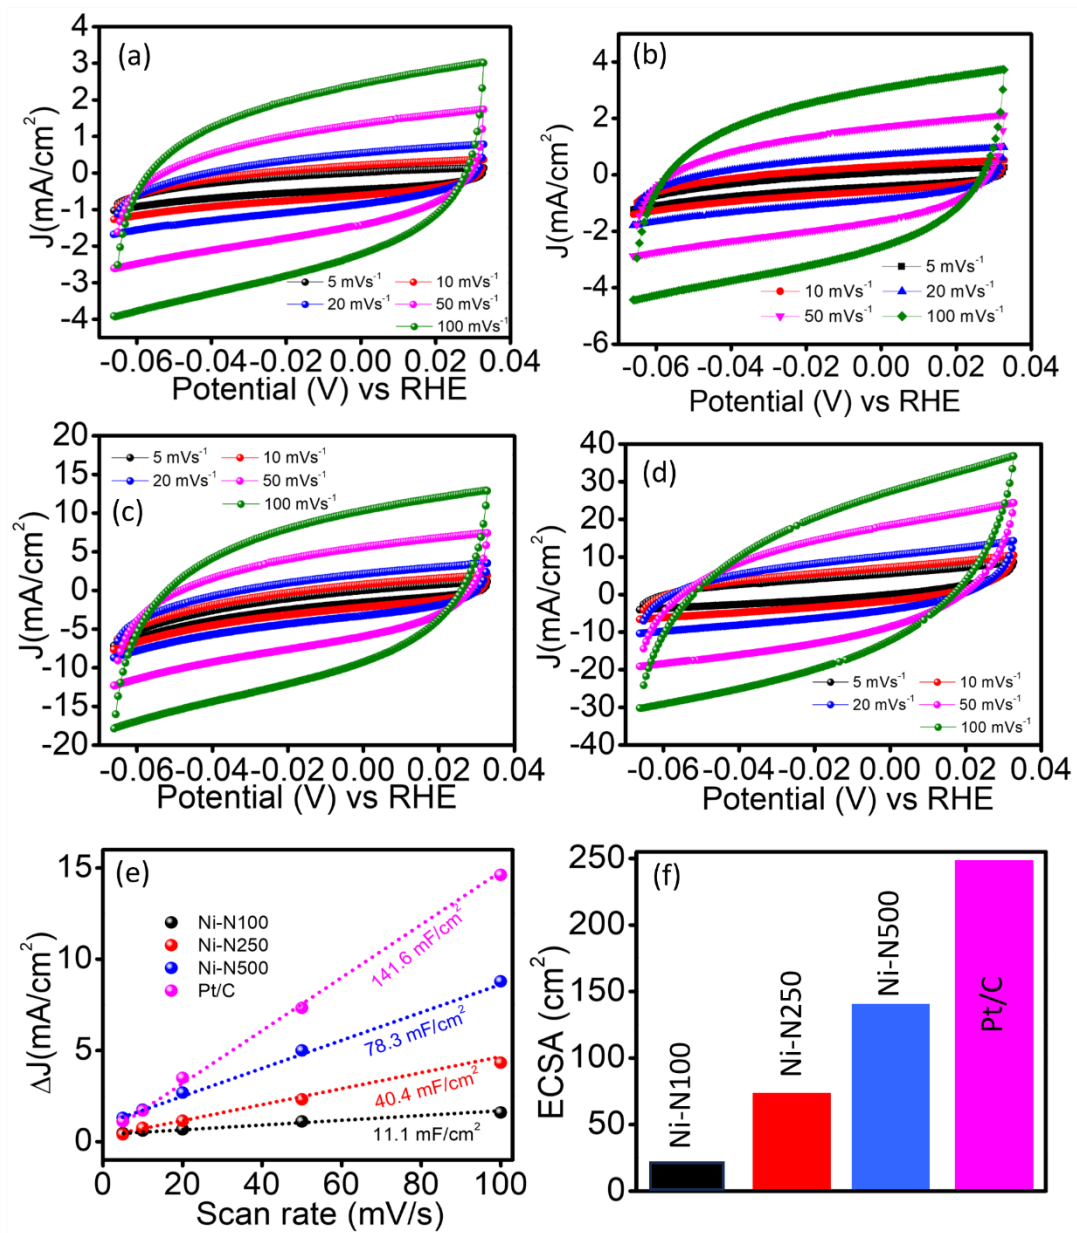 (a)
4
3
2
1
0
-1
-2
-3
-4
J(mA/cm²)
5 mVs⁻¹
10 mVs⁻¹
20 mVs⁻¹
50 mVs⁻¹
100 mVs⁻¹
-0.06 -0.04 -0.02 0.00 0.02 0.04
Potential (V) vs RHE
(b)
4
2
0
-2
-4
-6
J(mA/cm²)
5 mVs⁻¹
10 mVs⁻¹
20 mVs⁻¹
50 mVs⁻¹
100 mVs⁻¹
-0.06 -0.04 -0.02 0.00 0.02 0.04
Potential (V) vs RHE
(c)
20
15
10
5
0
-5
-10
-15
-20
J(mA/cm²)
5 mVs⁻¹
10 mVs⁻¹
20 mVs⁻¹
50 mVs⁻¹
100 mVs⁻¹
-0.06 -0.04 -0.02 0.00 0.02 0.04
Potential (V) vs RHE
(d)
40
30
20
10
0
-10
-20
-30
-40
J(mA/cm²)
5 mVs⁻¹
10 mVs⁻¹
20 mVs⁻¹
50 mVs⁻¹
100 mVs⁻¹
-0.06 -0.04 -0.02 0.00 0.02 0.04
Potential (V) vs RHE
(e)
15
10
5
0
ΔJ(mA/cm²)
Ni-N100
Ni-N250
Ni-N500
Pt/C
141.6 mF/cm²
78.3 mF/cm²
40.4 mF/cm²
11.1 mF/cm²
0 20 40 60 80 100
Scan rate (mV/s)
(f)
250
200
150
100
50
0
ECSA (cm²)
Ni-N100
Ni-N250
Ni-N500
Pt/C